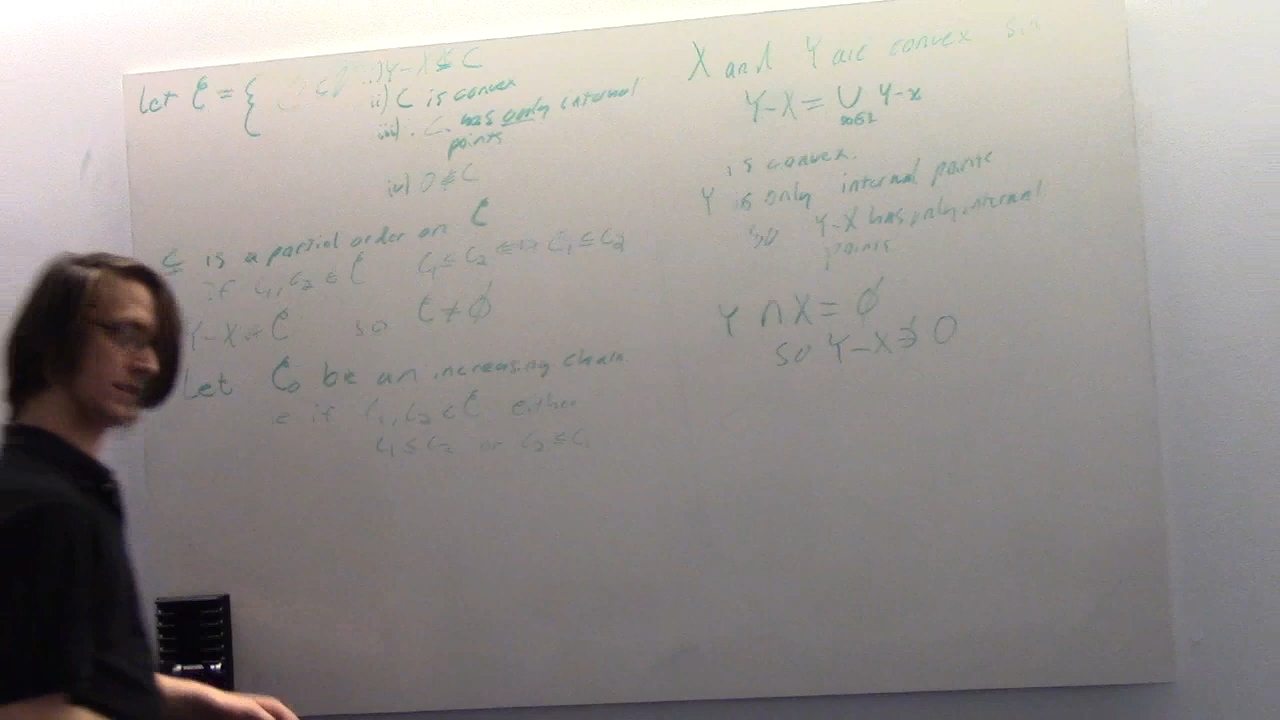 Let C = { C : i) Y-X ⊆ C
ii) C is convex
iii) C has only internal
points
iv) 0 ∉ C
⊆ is a partial order on C
if C₁, C₂ ∈ C C₁ ≤ C₂ ⟺ C₁ ⊆ C₂
Y-X ∈ C so C ≠ ∅
Let C₀ be an increasing chain
if C₁, C₂ ∈ C either
C₁ ≤ C₂ or C₂ ≤ C₁
X and Y are convex so
Y-X = ∪ Y-x
x∈X
is convex.
Y is only internal points
so Y-X has only internal
points
Y ∩ X = ∅
so Y-X ∌ 0